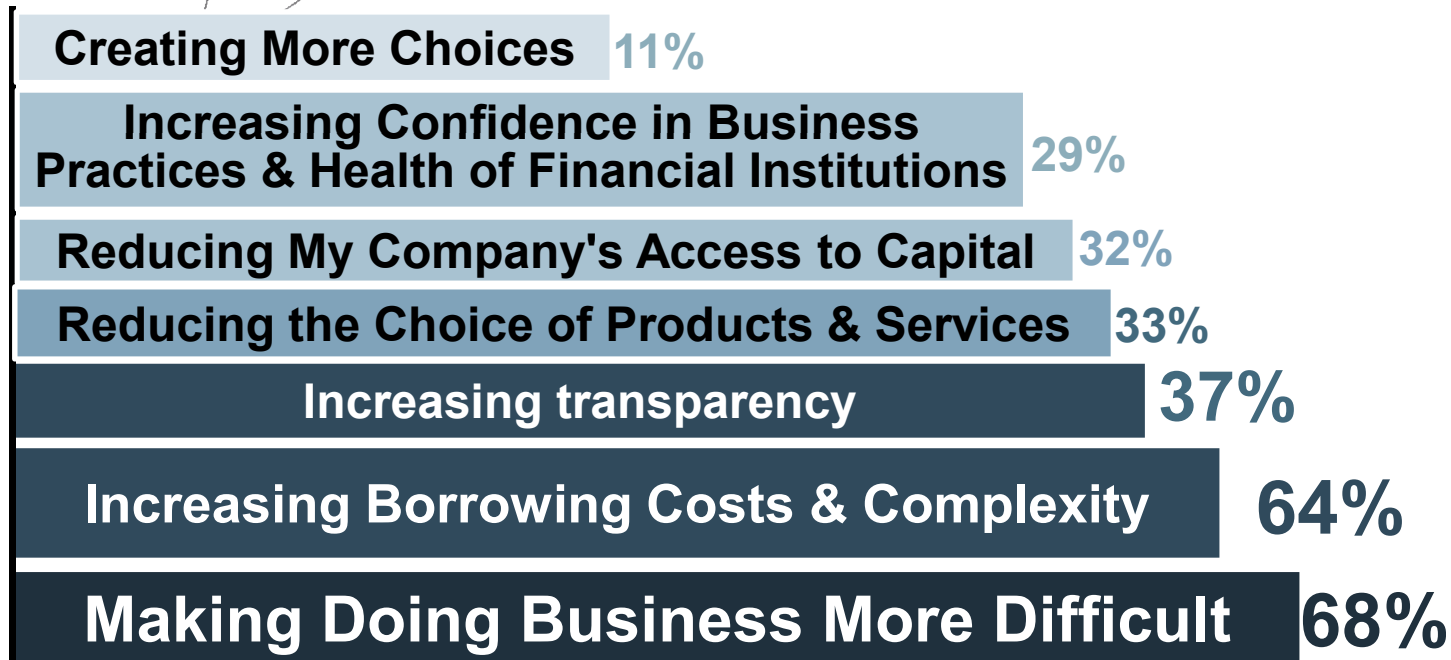 Creating More Choices 11%
Increasing Confidence in Business
Practices & Health of Financial Institutions 29%
Reducing My Company's Access to Capital 32%
Reducing the Choice of Products & Services 33%
Increasing transparency 37%
Increasing Borrowing Costs & Complexity 64%
Making Doing Business More Difficult 68%